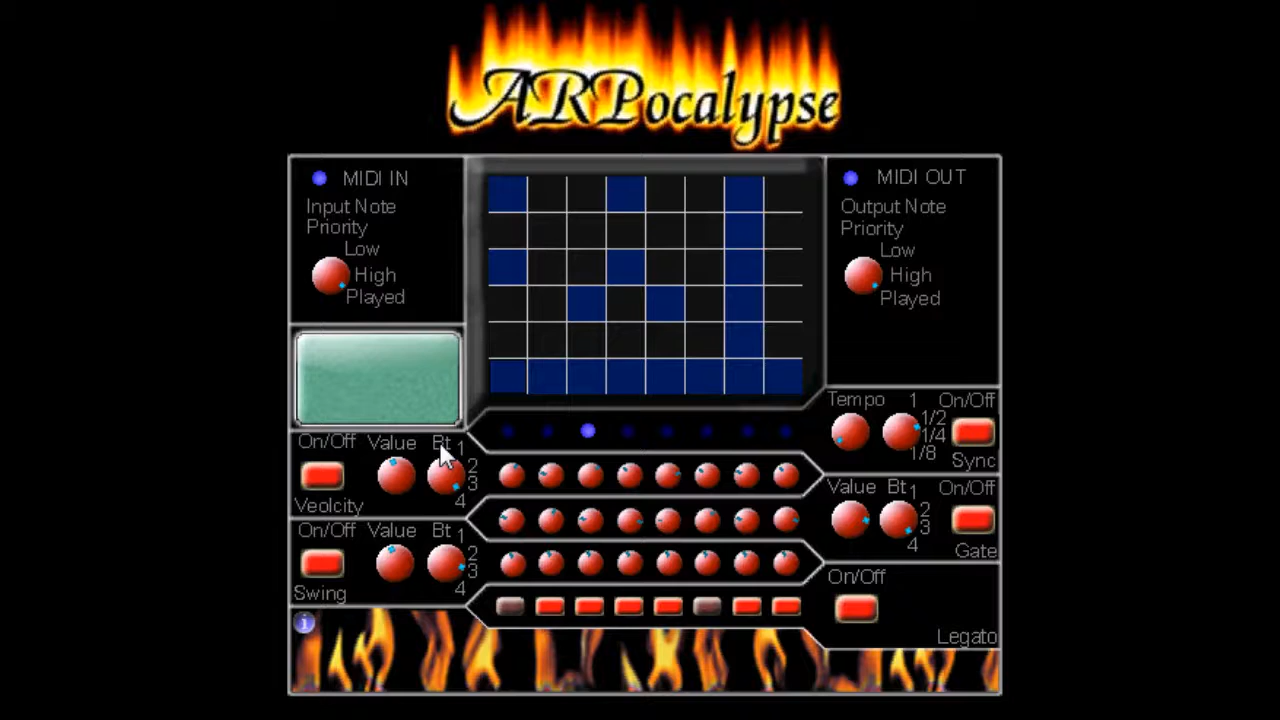 ARPocalypse
MIDI IN
Input Note
Priority
Low
High
Played
MIDI OUT
Output Note
Priority
Low
High
Played
On/Off Value Bt 1
2
3
4
Veolcity
On/Off Value Bt 1
2
3
4
Swing
Tempo 1 On/Off
1/2
1/4
1/8
Sync
Value Bt 1 On/Off
2
3
4
Gate
On/Off
Legato
i